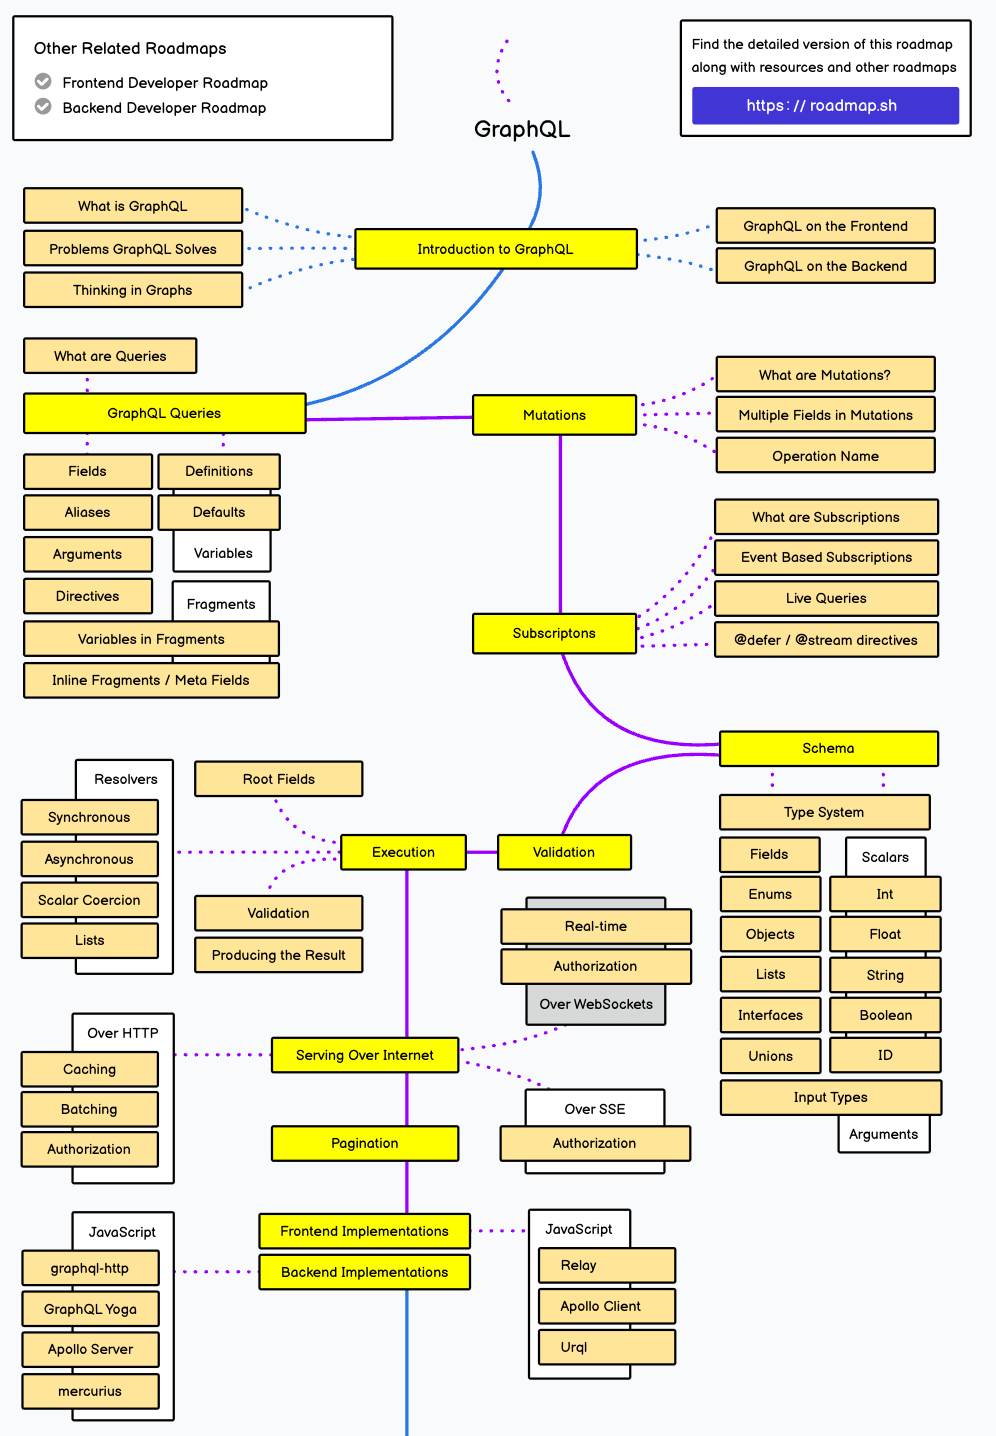 Other Related Roadmaps
Frontend Developer Roadmap
Backend Developer Roadmap
Find the detailed version of this roadmap
along with resources and other roadmaps
https://roadmap.sh
GraphQL
What is GraphQL
Problems GraphQL Solves
Thinking in Graphs
Introduction to GraphQL
GraphQL on the Frontend
GraphQL on the Backend
What are Queries
GraphQL Queries
Fields
Aliases
Arguments
Directives
Definitions
Defaults
Variables
Fragments
Variables in Fragments
Inline Fragments / Meta Fields
Mutations
What are Mutations?
Multiple Fields in Mutations
Operation Name
Subscriptons
What are Subscriptions
Event Based Subscriptions
Live Queries
@defer / @stream directives
Schema
Type System
Fields
Enums
Objects
Lists
Interfaces
Unions
Scalars
Int
Float
String
Boolean
ID
Input Types
Arguments
Validation
Execution
Root Fields
Resolvers
Synchronous
Asynchronous
Scalar Coercion
Lists
Validation
Producing the Result
Real-time
Authorization
Over WebSockets
Serving Over Internet
Over HTTP
Caching
Batching
Authorization
Over SSE
Authorization
Pagination
Frontend Implementations
JavaScript
Relay
Apollo Client
Urql
Backend Implementations
JavaScript
graphql-http
GraphQL Yoga
Apollo Server
mercurius